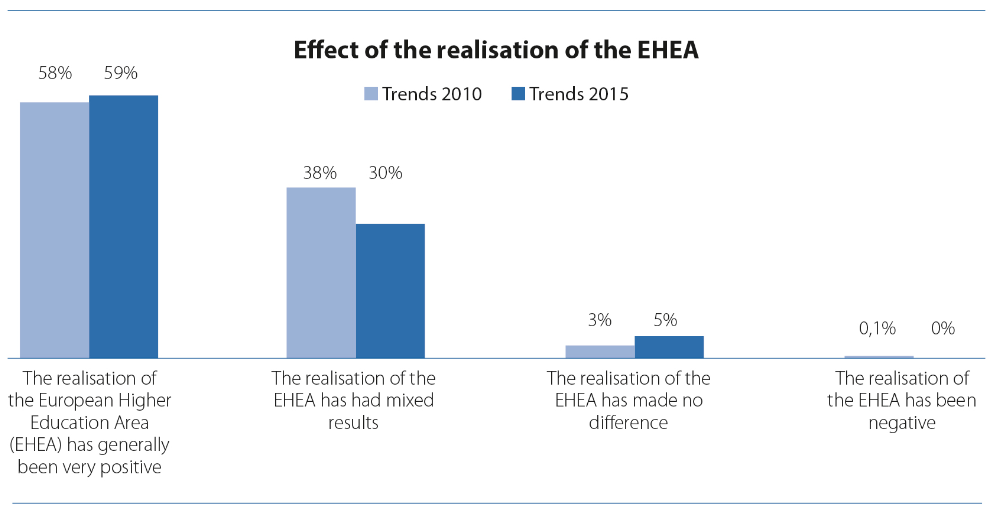 Effect of the realisation of the EHEA
Trends 2010 Trends 2015
58% 59%
38% 30%
3% 5%
0,1% 0%
The realisation of
the European Higher
Education Area
(EHEA) has generally
been very positive
The realisation of the
EHEA has had mixed
results
The realisation of the
EHEA has made no
difference
The realisation of
the EHEA has been
negative